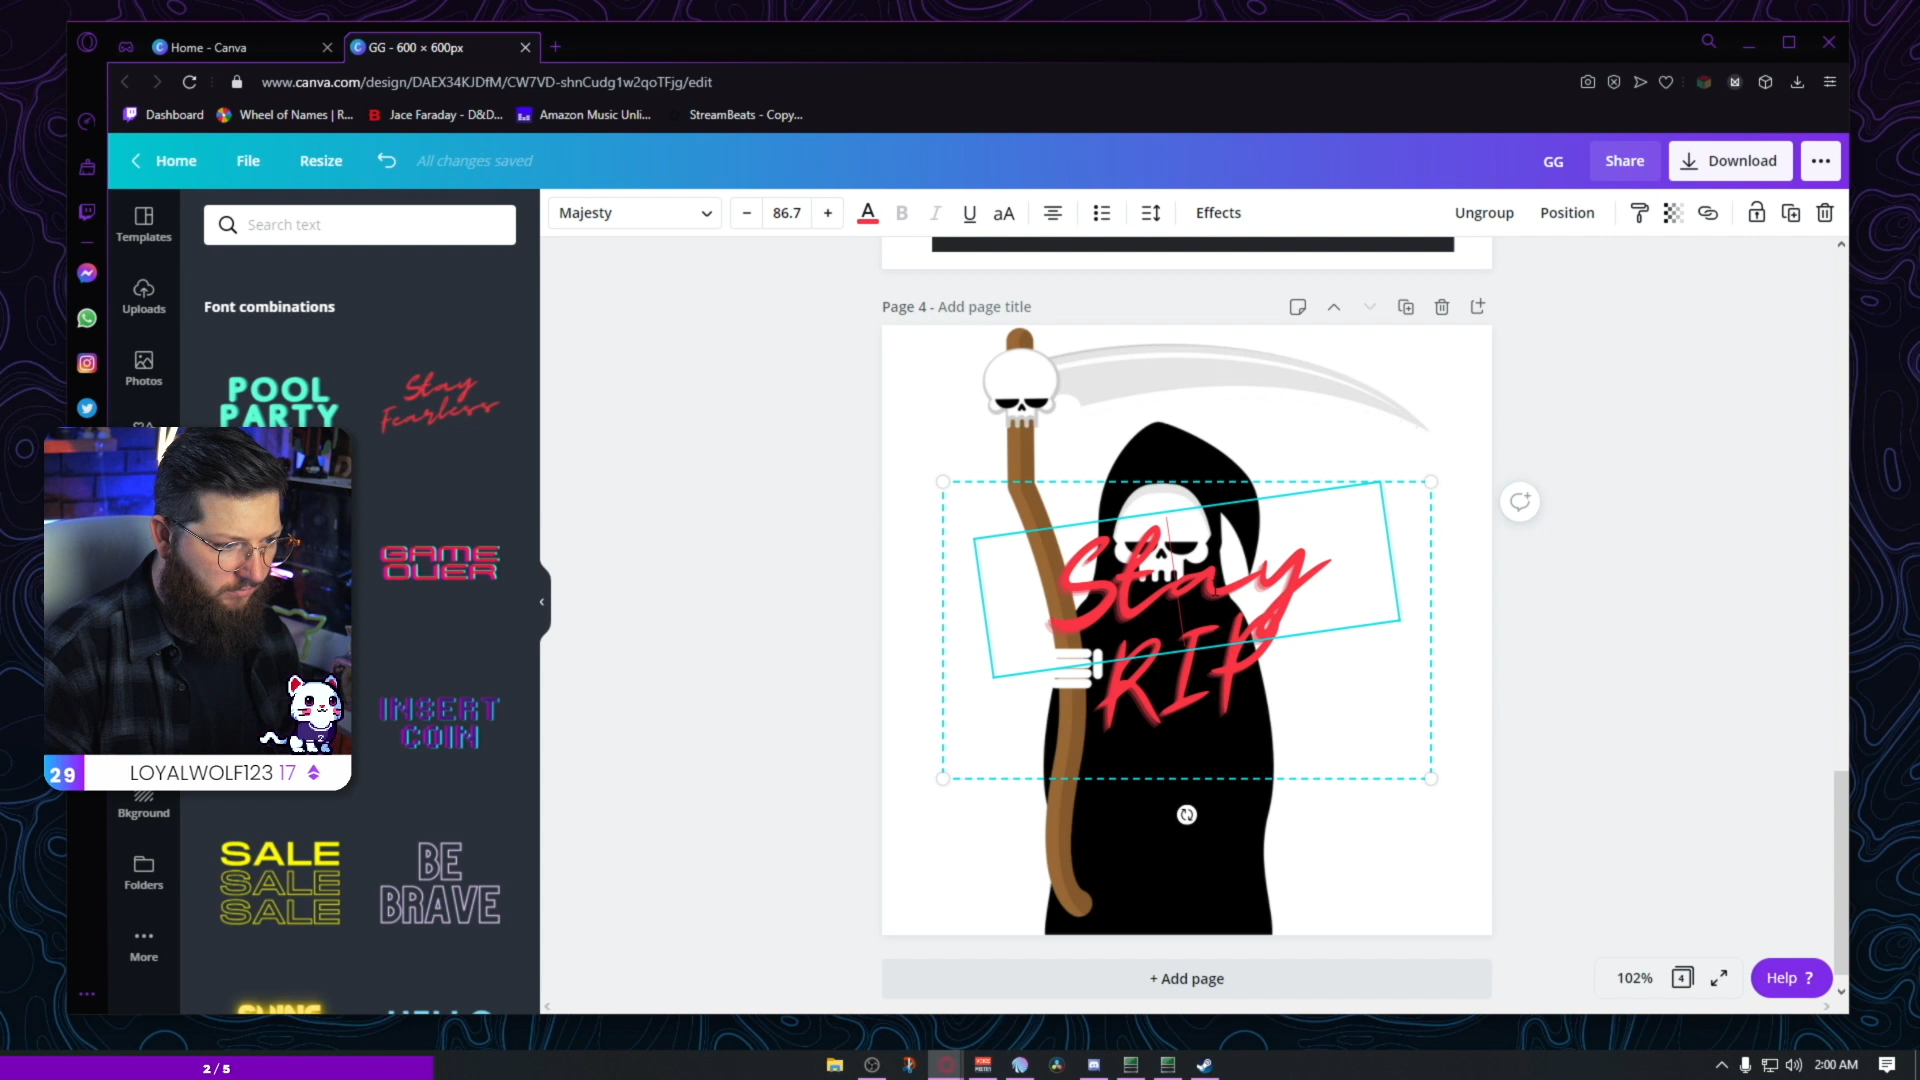 Home - Canva
GG - 600 × 600px
www.canva.com/design/DAEX34KJDfM/CW7VD-shnCudg1w2qoTFjg/edit
Dashboard
Wheel of Names | R...
Jace Faraday - D&D...
Amazon Music Unli...
StreamBeats - Copy...
Home
File
Resize
All changes saved
GG
Share
Download
Templates
Uploads
Photos
Bkground
Folders
More
Search text
Font combinations
POOL
PARTY
Stay
Fearless
GAME
OVER
INSERT
COIN
SALE
SALE
SALE
BE
BRAVE
Majesty
86.7
A
B
I
U
aA
Effects
Ungroup
Position
Page 4 - Add page title
Stay
RIP
+ Add page
102%
4
Help ?
29
LOYALWOLF123 17
2 / 5
2:00 AM